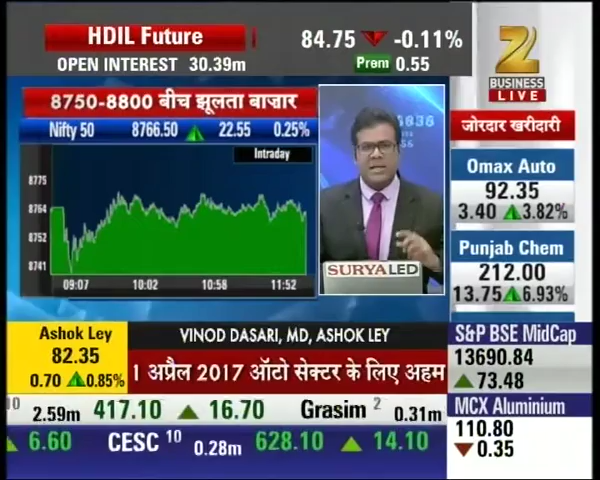 HDIL Future
84.75 -0.11%
OPEN INTEREST 30.39m
Prem 0.55
Z
BUSINESS
LIVE
8750-8800 बीच झूलता बाज़ार
Nifty 50 8766.50 22.55 0.25%
Intraday
8775
8764
8752
8741
09:07 10:02 10:58 11:52
SURYA LED
जोरदार खरीदारी
Omax Auto
92.35
3.40 3.82%
Punjab Chem
212.00
13.75 6.93%
Ashok Ley
82.35
0.70 0.85%
VINOD DASARI, MD, ASHOK LEY
1 अप्रैल 2017 ऑटो सेक्टर के लिए अहम
S&P BSE MidCap
13690.84
73.48
MCX Aluminium
110.80
0.35
2.59m 417.10 16.70 Grasim 2 0.31m
6.60 CESC 10 0.28m 628.10 14.10